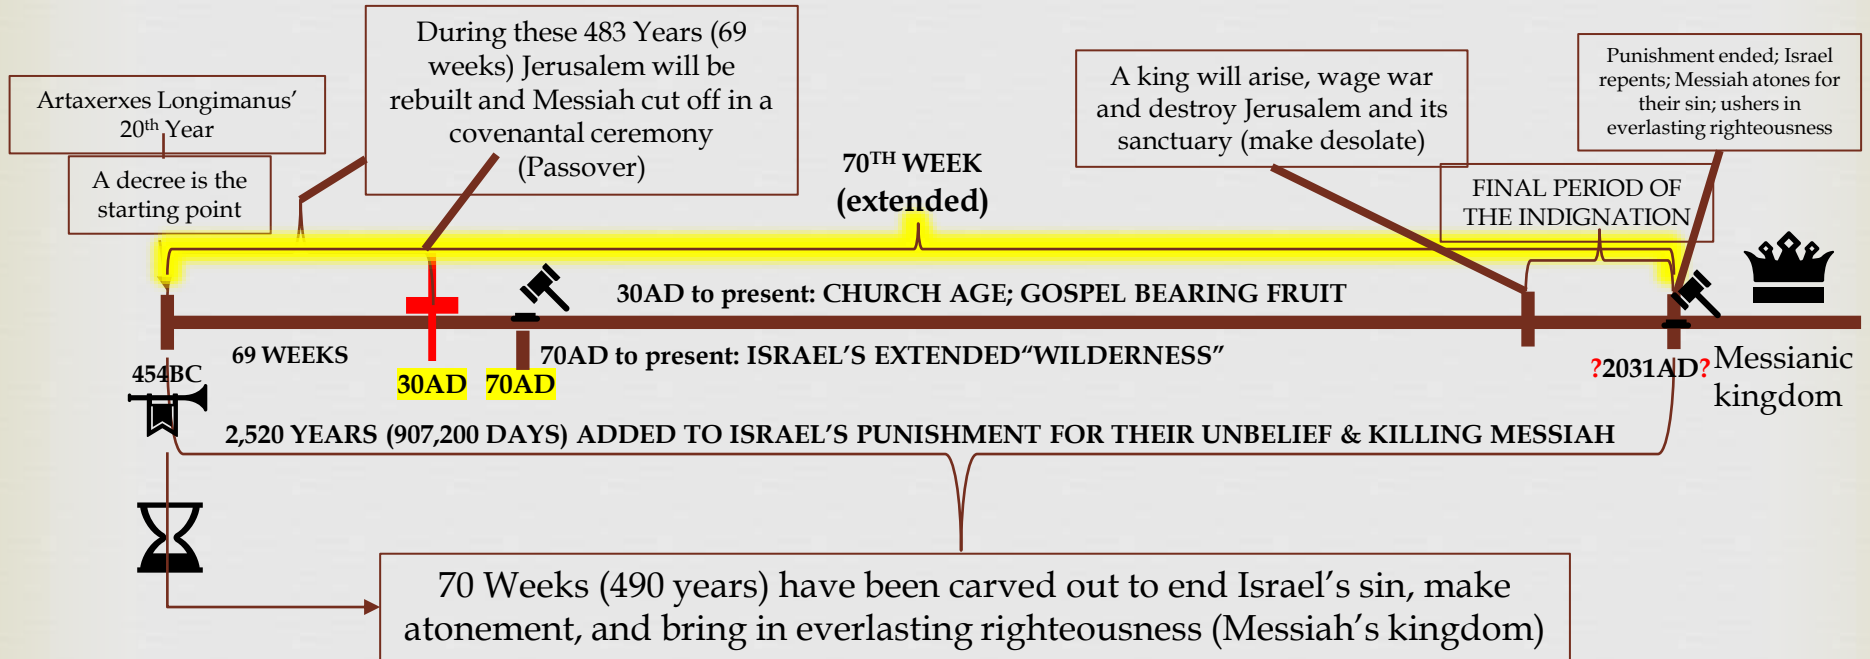 During these 483 Years (69
weeks) Jerusalem will be
rebuilt and Messiah cut off in a
covenantal ceremony
(Passover)
Artaxerxes Longimanus’
20th Year
A decree is the
starting point
70TH WEEK
(extended)
A king will arise, wage war
and destroy Jerusalem and its
sanctuary (make desolate)
Punishment ended; Israel
repents; Messiah atones for
their sin; ushers in
everlasting righteousness
FINAL PERIOD OF
THE INDIGNATION
30AD to present: CHURCH AGE; GOSPEL BEARING FRUIT
69 WEEKS
70AD to present: ISRAEL’S EXTENDED“WILDERNESS”
454BC
30AD
70AD
?2031AD?
Messianic
kingdom
2,520 YEARS (907,200 DAYS) ADDED TO ISRAEL’S PUNISHMENT FOR THEIR UNBELIEF & KILLING MESSIAH
70 Weeks (490 years) have been carved out to end Israel’s sin, make
atonement, and bring in everlasting righteousness (Messiah’s kingdom)